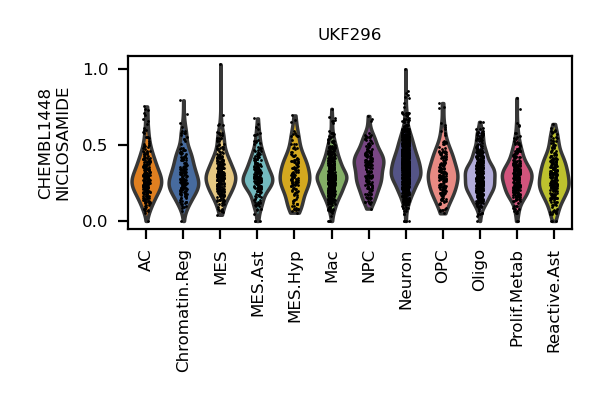 UKF296
CHEMBL1448
NICLOSAMIDE
1.0
0.5
0.0
AC
Chromatin.Reg
MES
MES.Ast
MES.Hyp
Mac
NPC
Neuron
OPC
Oligo
Prolif.Metab
Reactive.Ast